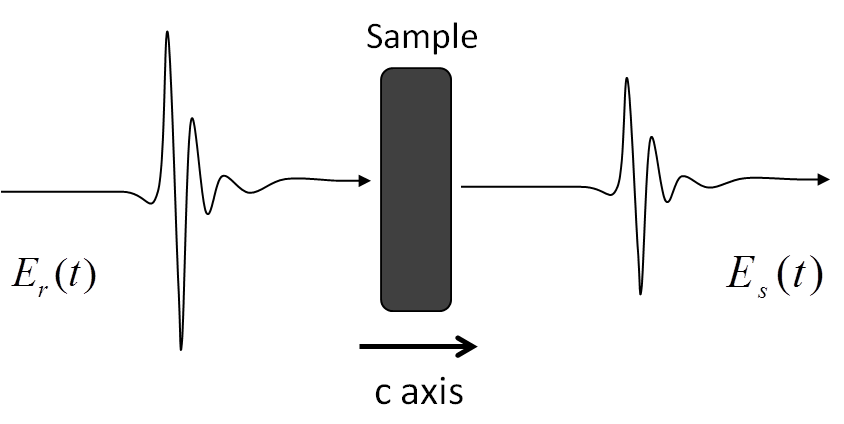 Sample
E_r(t)
E_s(t)
c axis